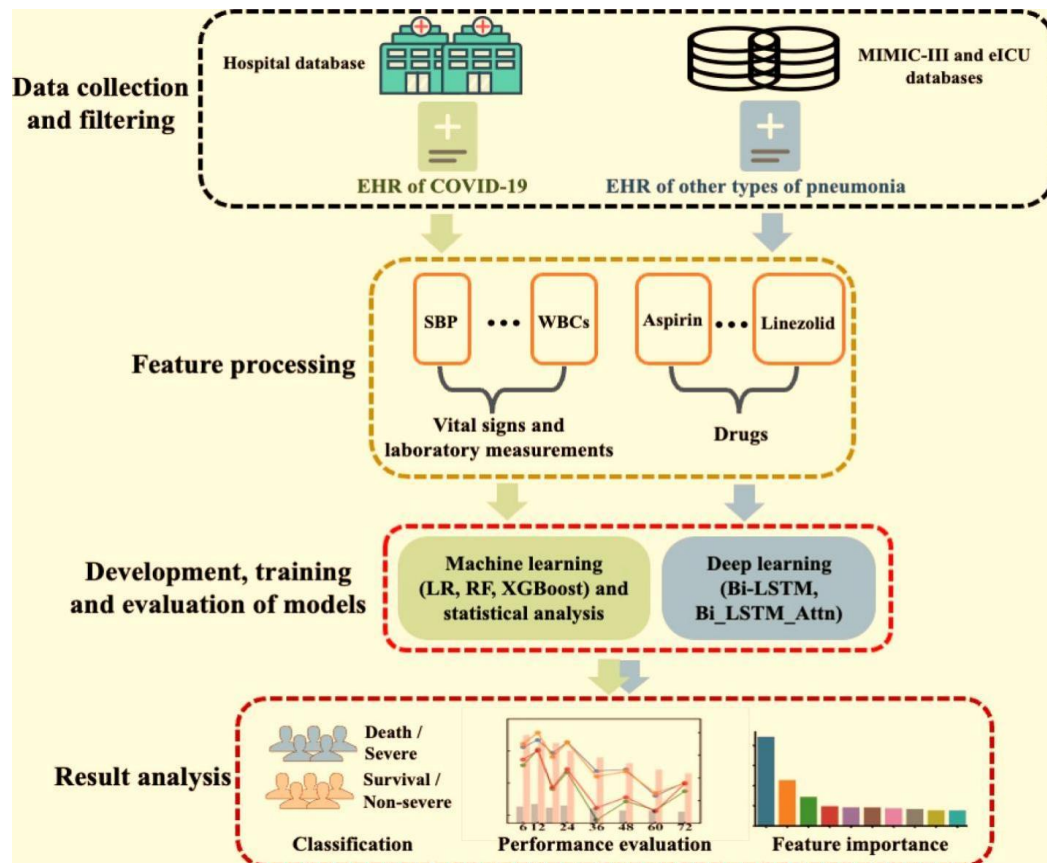 Data collection
and filtering
Hospital database
MIMIC-III and eICU
databases
EHR of COVID-19
EHR of other types of pneumonia
Feature processing
SBP
•••
WBCs
Aspirin
•••
Linezolid
Vital signs and
laboratory measurements
Drugs
Development, training
and evaluation of models
Machine learning
(LR, RF, XGBoost) and
statistical analysis
Deep learning
(Bi-LSTM,
Bi_LSTM_Attn)
Result analysis
Death /
Severe
Survival /
Non-severe
Classification
6 12 24 36 48 60 72
Performance evaluation
Feature importance